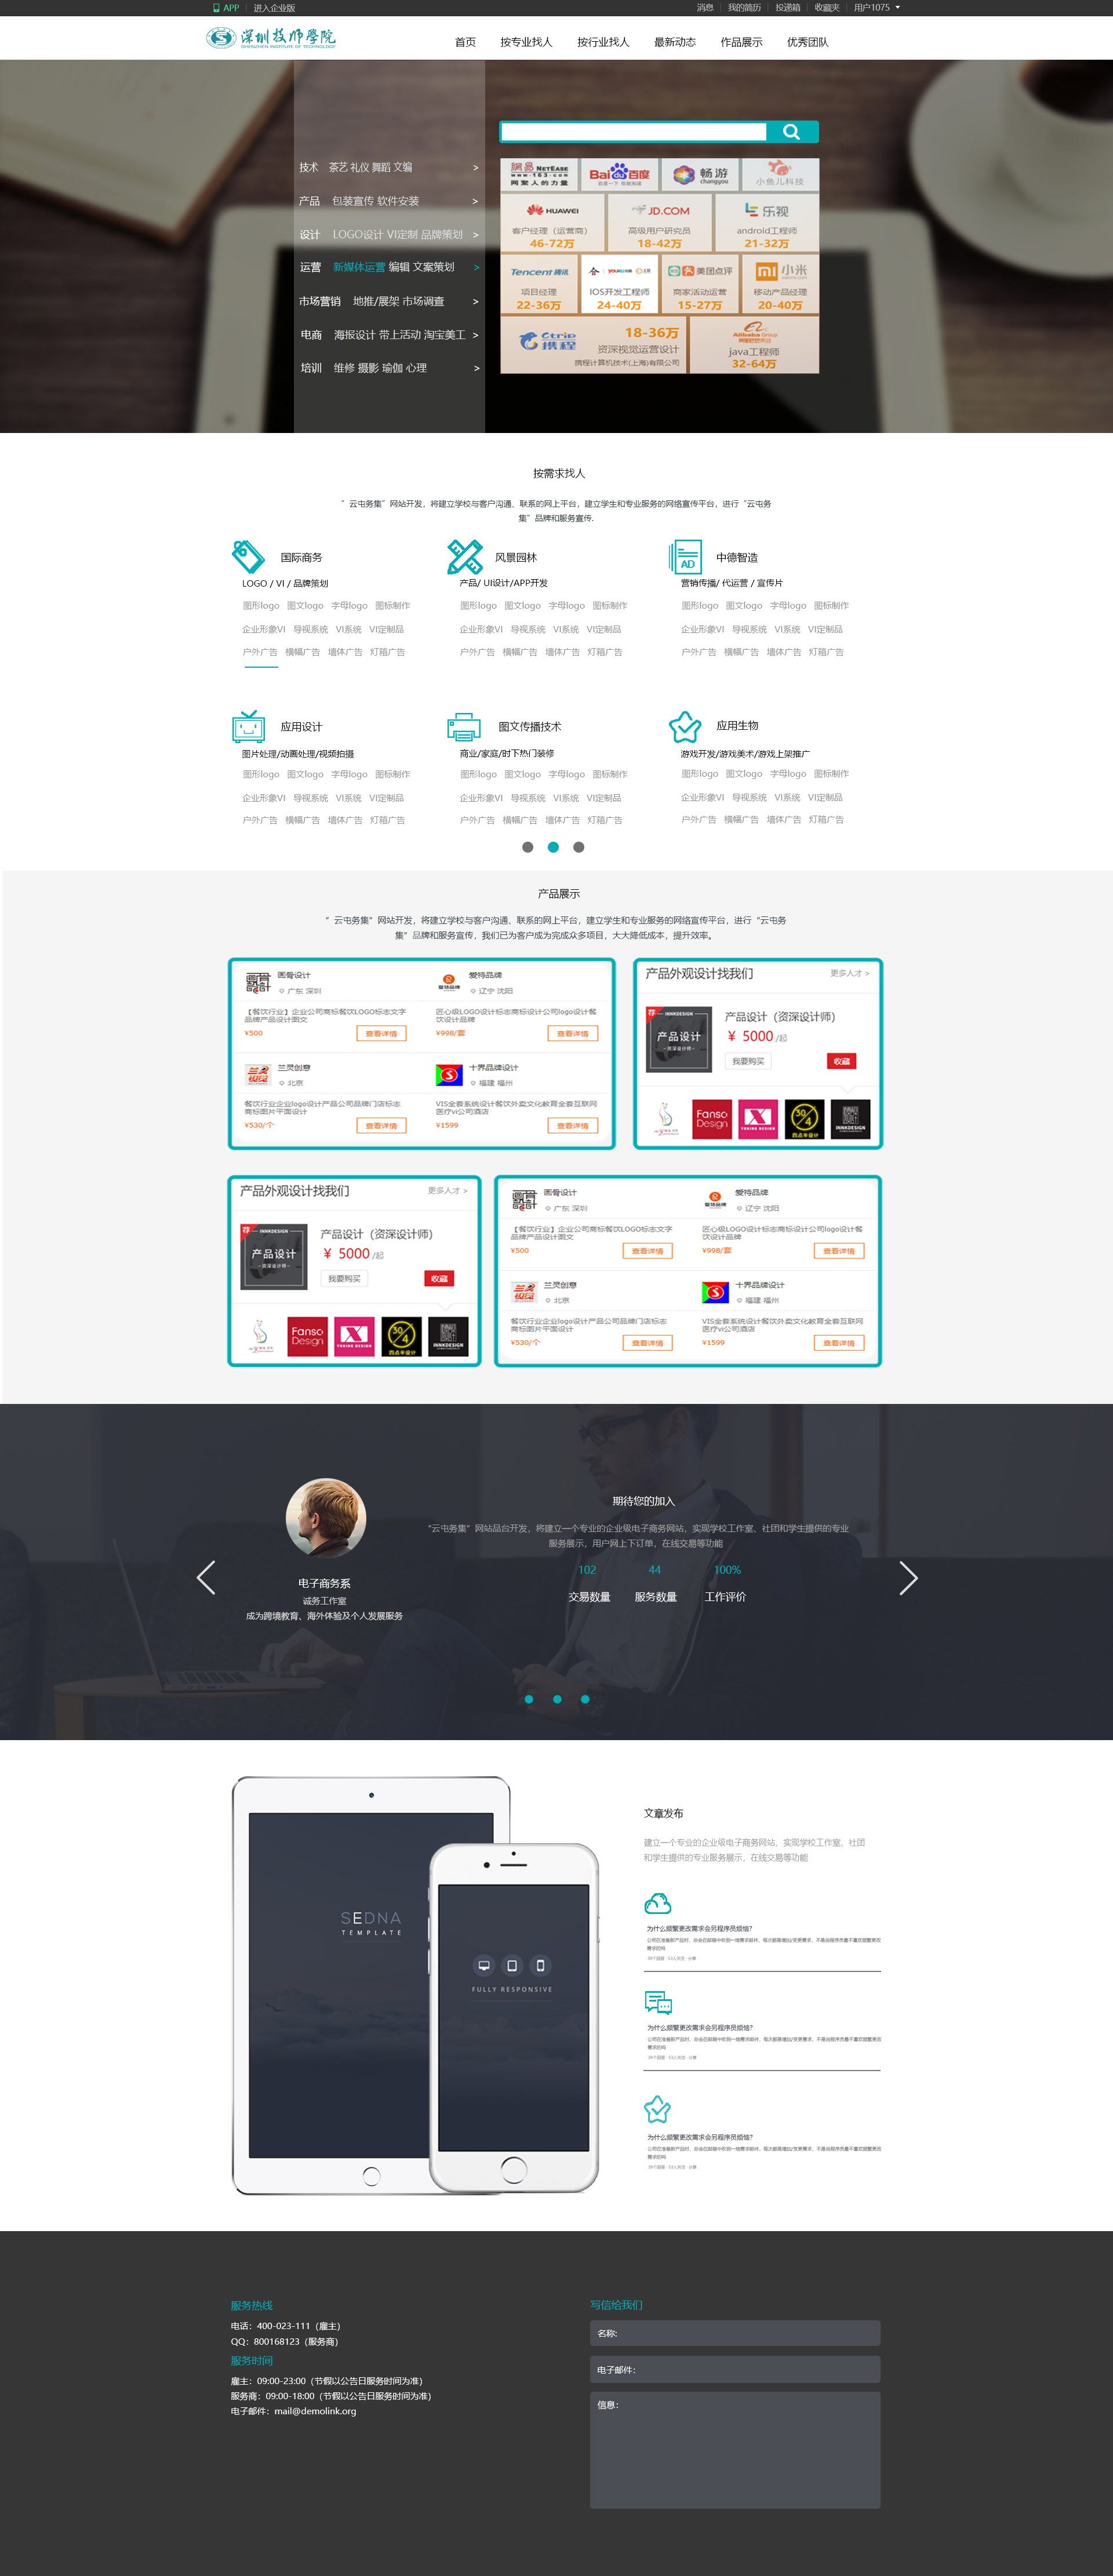 APP 进入企业版 消息 我的简历 投递箱 收藏夹 用户1075
深圳技师学院
SHENZHEN INSTITUTE OF TECHNOLOGY
首页 按专业找人 按行业找人 最新动态 作品展示 优秀团队
技术 茶艺 礼仪 舞蹈 文编 >
产品 包装宣传 软件安装 >
设计 LOGO设计 VI定制 品牌策划 >
运营 新媒体运营 编辑 文案策划 >
市场营销 地推/展架 市场调查 >
电商 海报设计 带上活动 淘宝美工 >
培训 维修 摄影 瑜伽 心理 >
網易 NETEASE
www.163.com
网聚人的力量
Bai du 百度
百度一下 你就知道
畅游
changyou
小鱼儿科技
HUAWEI
客户经理（运营商）
46-72万
JD.COM
高级用户研究员
18-42万
乐视
android工程师
21-32万
Tencent 腾讯
项目经理
22-36万
YOUKU
IOS开发工程师
24-40万
美团点评
商家活动运营
15-27万
小米
移动产品经理
20-40万
Ctrip 携程
18-36万
资深视觉运营设计
携程计算机技术(上海)有限公司
Alibaba Group
阿里巴巴集团
java工程师
32-64万
按需求找人
“云屯务集”网站开发，将建立学校与客户沟通、联系的网上平台，建立学生和专业服务的网络宣传平台，进行“云屯务
集”品牌和服务宣传.
国际商务
LOGO / VI / 品牌策划
图形logo 图文logo 字母logo 图标制作
企业形象VI 导视系统 VI系统 VI定制品
户外广告 横幅广告 墙体广告 灯箱广告
风景园林
产品/ UI设计/APP开发
图形logo 图文logo 字母logo 图标制作
企业形象VI 导视系统 VI系统 VI定制品
户外广告 横幅广告 墙体广告 灯箱广告
AD
中德智造
营销传播/ 代运营 / 宣传片
图形logo 图文logo 字母logo 图标制作
企业形象VI 导视系统 VI系统 VI定制品
户外广告 横幅广告 墙体广告 灯箱广告
应用设计
图片处理/动画处理/视频拍摄
图形logo 图文logo 字母logo 图标制作
企业形象VI 导视系统 VI系统 VI定制品
户外广告 横幅广告 墙体广告 灯箱广告
图文传播技术
商业/家庭/时下热门装修
图形logo 图文logo 字母logo 图标制作
企业形象VI 导视系统 VI系统 VI定制品
户外广告 横幅广告 墙体广告 灯箱广告
应用生物
游戏开发/游戏美术/游戏上架推广
图形logo 图文logo 字母logo 图标制作
企业形象VI 导视系统 VI系统 VI定制品
户外广告 横幅广告 墙体广告 灯箱广告
产品展示
“云屯务集”网站开发，将建立学校与客户沟通、联系的网上平台，建立学生和专业服务的网络宣传平台，进行“云屯务
集”品牌和服务宣传，我们已为客户成为完成众多项目，大大降低成本，提升效率。
画骨设计
广东 深圳
【餐饮行业】企业公司商标餐饮LOGO标志文字
品牌产品设计图文
¥500 查看详情
爱特品牌
辽宁 沈阳
匠心级LOGO设计标志商标设计公司logo设计餐
饮设计品牌
¥998/套 查看详情
兰灵创意
北京
餐饮行业企业logo设计产品公司品牌门店标志
商标图片平面设计
¥530/个 查看详情
十界品牌设计
福建 福州
VIS全套系统设计餐饮外卖文化教育全套互联网
医疗vi公司酒店
¥1599 查看详情
产品外观设计找我们 更多人才 >
荐 INNKDESIGN
产品设计
产品设计（资深设计师）
¥ 5000/起
我要购买 收藏
Fanso Design
YUXING DESIGN
30/4 四点半设计
INNKDESIGN
产品外观设计找我们 更多人才 >
荐 INNKDESIGN
产品设计
产品设计（资深设计师）
¥ 5000/起
我要购买 收藏
Fanso Design
YUXING DESIGN
30/4 四点半设计
INNKDESIGN
画骨设计
广东 深圳
【餐饮行业】企业公司商标餐饮LOGO标志文字
品牌产品设计图文
¥500 查看详情
爱特品牌
辽宁 沈阳
匠心级LOGO设计标志商标设计公司logo设计餐
饮设计品牌
¥998/套 查看详情
兰灵创意
北京
餐饮行业企业logo设计产品公司品牌门店标志
商标图片平面设计
¥530/个 查看详情
十界品牌设计
福建 福州
VIS全套系统设计餐饮外卖文化教育全套互联网
医疗vi公司酒店
¥1599 查看详情
电子商务系
诚务工作室
成为跨境教育、海外体验及个人发展服务
期待您的加入
“云屯务集”网站品台开发，将建立一个专业的企业级电子商务网站，实现学校工作室、社团和学生提供的专业
服务展示，用户网上下订单，在线交易等功能
102 44 100%
交易数量 服务数量 工作评价
SEDNA
TEMPLATE
FULLY RESPONSIVE
文章发布
建立一个专业的企业级电子商务网站，实现学校工作室、社团
和学生提供的专业服务展示，在线交易等功能
为什么频繁更改需求会另程序员烦恼？
为什么频繁更改需求会另程序员烦恼？
为什么频繁更改需求会另程序员烦恼？
服务热线
电话：400-023-111（雇主）
QQ：800168123（服务商）
服务时间
雇主：09:00-23:00（节假以公告日服务时间为准）
服务商：09:00-18:00（节假以公告日服务时间为准）
电子邮件：mail@demolink.org
写信给我们
名称:
电子邮件：
信息：